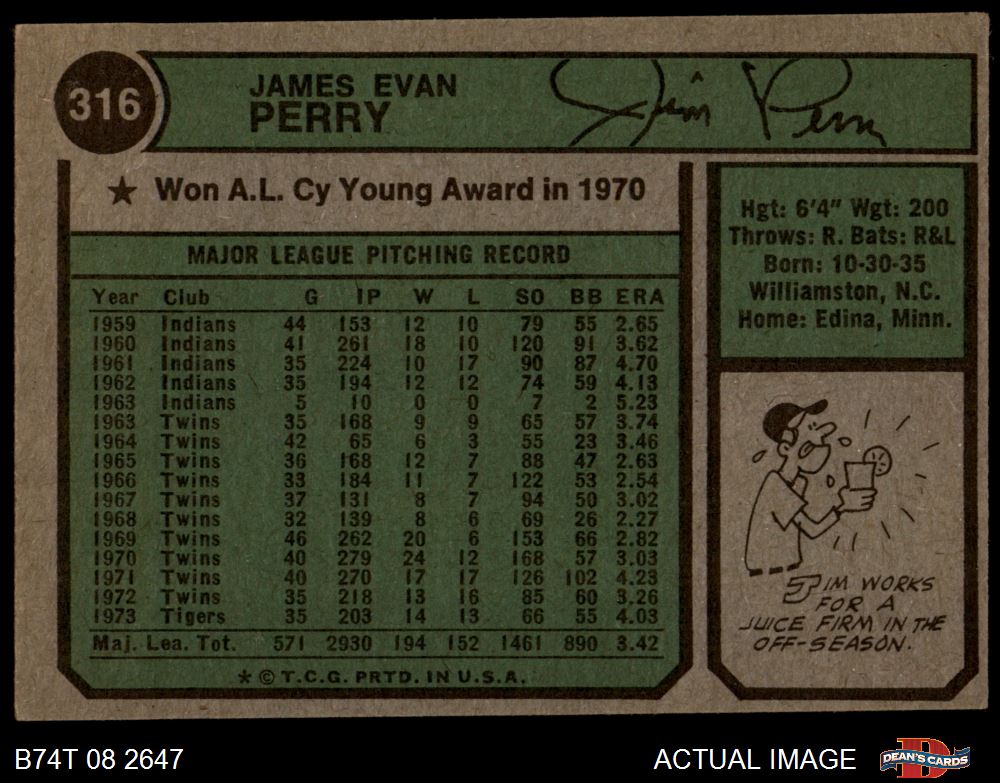 316
JAMES EVAN
PERRY
Jim Perry
★ Won A.L. Cy Young Award in 1970
MAJOR LEAGUE PITCHING RECORD
Year Club G IP W L SO BB ERA
1959 Indians 44 153 12 10 79 55 2.65
1960 Indians 41 261 18 10 120 91 3.62
1961 Indians 35 224 10 17 90 87 4.70
1962 Indians 35 194 12 12 74 59 4.13
1963 Indians 5 10 0 0 7 2 5.23
1963 Twins 35 168 9 9 65 57 3.74
1964 Twins 42 65 6 3 55 23 3.46
1965 Twins 36 168 12 7 88 47 2.63
1966 Twins 33 184 11 7 122 53 2.54
1967 Twins 37 131 8 7 94 50 3.02
1968 Twins 32 139 8 6 69 26 2.27
1969 Twins 46 262 20 6 153 66 2.82
1970 Twins 40 279 24 12 168 57 3.03
1971 Twins 40 270 17 17 126 102 4.23
1972 Twins 35 218 13 16 85 60 3.26
1973 Tigers 35 203 14 13 66 55 4.03
Maj. Lea. Tot. 571 2930 194 152 1461 890 3.42
★ © T.C.G. PRTD. IN U.S.A.
Hgt: 6'4" Wgt: 200
Throws: R. Bats: R&L
Born: 10-30-35
Williamston, N.C.
Home: Edina, Minn.
JIM WORKS
FOR A
JUICE FIRM IN THE
OFF-SEASON.
B74T 08 2647
ACTUAL IMAGE
DEAN'S CARDS